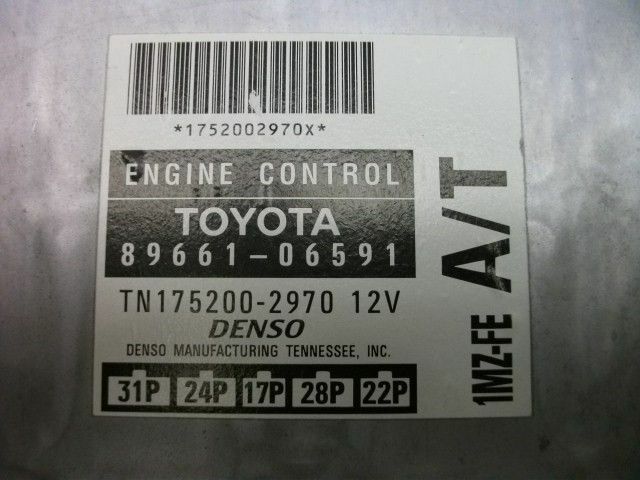 *1752002970X*
ENGINE CONTROL
TOYOTA
89661-06591
TN175200-2970 12V
DENSO
DENSO MANUFACTURING TENNESSEE, INC.
31P 24P 17P 28P 22P
1MZ-FE A/T